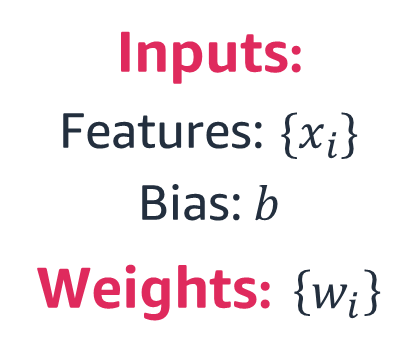 Inputs:
Features: {xᵢ}
Bias: b
Weights: {wᵢ}